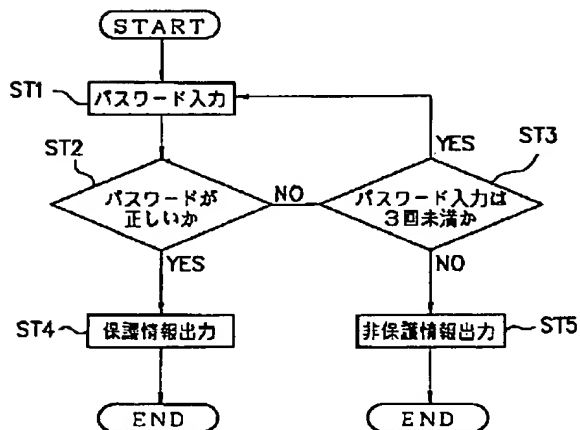 START
ST1
パスワード入力
ST2
パスワードが
正しいか
NO
YES
ST3
パスワード入力は
3回未満か
YES
NO
ST4
保護情報出力
非保護情報出力
ST5
END
END